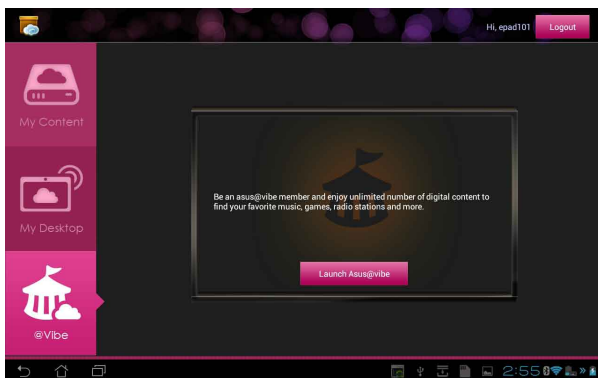 Hi, epad101
Logout
My Content
My Desktop
@Vibe
Be an asus@vibe member and enjoy unlimited number of digital content to
find your favorite music, games, radio stations and more.
Launch Asus@vibe
2:55